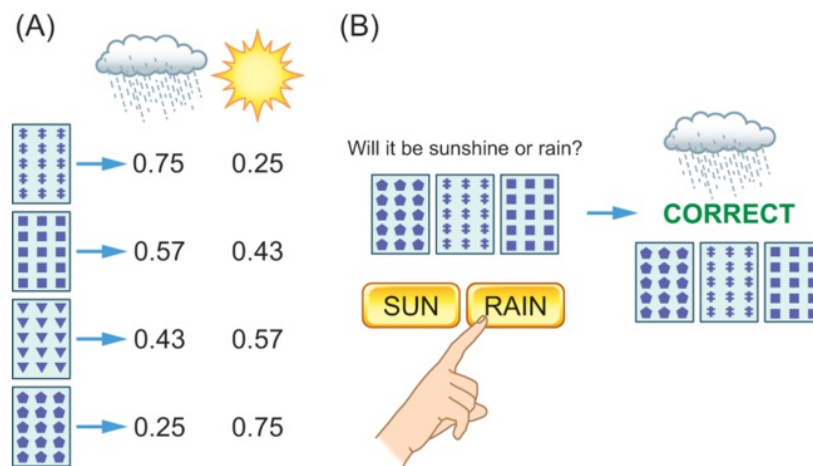 (A)
0.75 0.25
0.57 0.43
0.43 0.57
0.25 0.75
(B)
Will it be sunshine or rain?
SUN RAIN
CORRECT